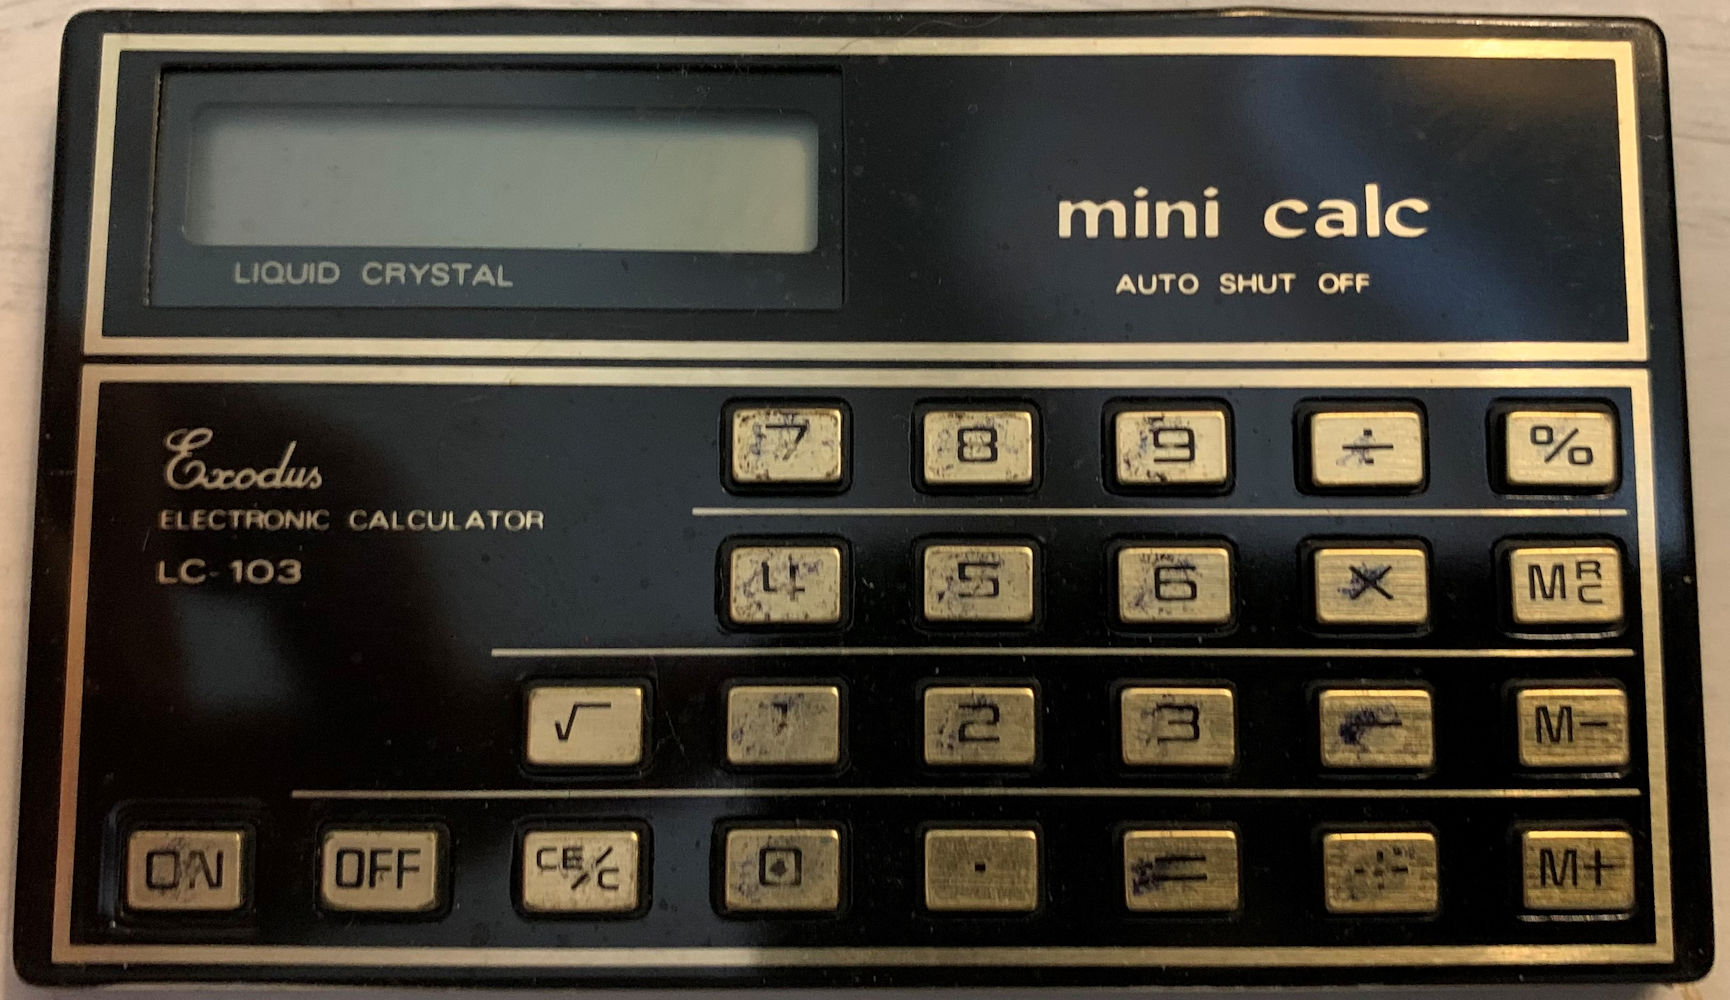 LIQUID CRYSTAL
mini calc
AUTO SHUT OFF
Exodus
ELECTRONIC CALCULATOR
LC-103
7 8 9 ÷ %
4 5 6 × MRC
√ 1 2 3 − M−
ON OFF CE/C 0 . = + M+